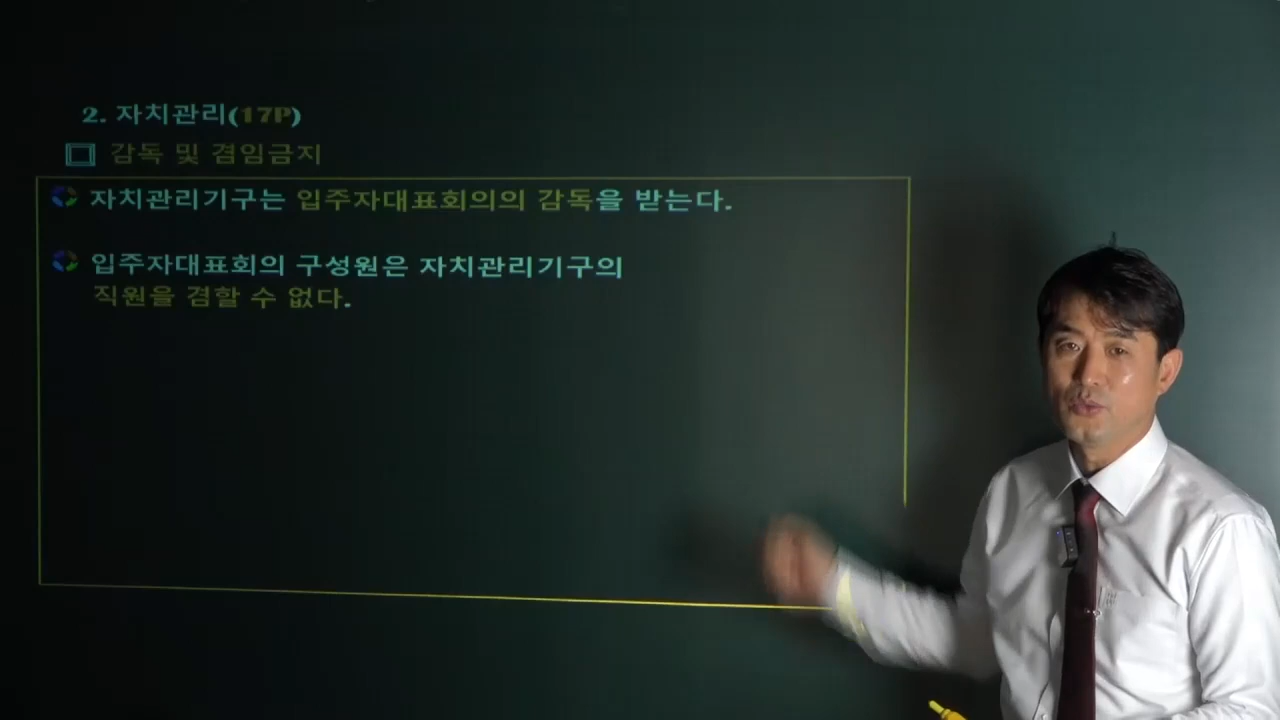 2. 자치관리(17P)
감독 및 겸임금지
자치관리기구는 입주자대표회의의 감독을 받는다.
입주자대표회의 구성원은 자치관리기구의
직원을 겸할 수 없다.